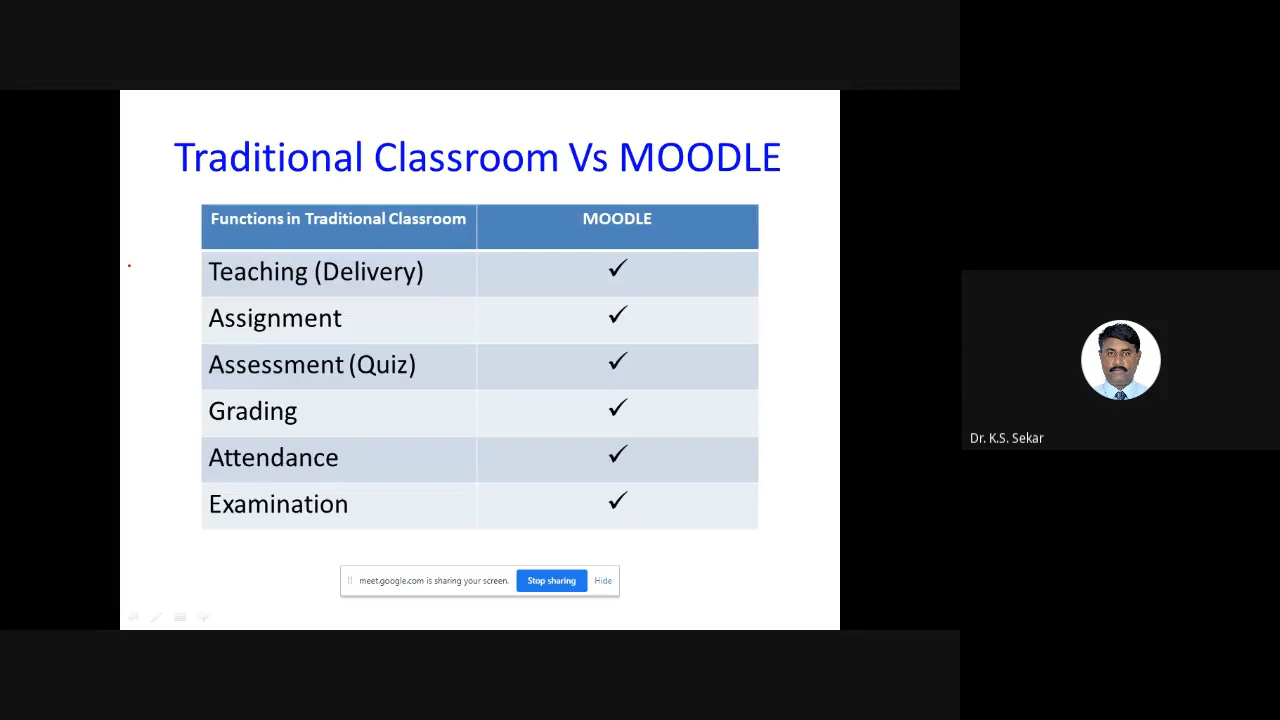 Traditional Classroom Vs MOODLE
Functions in Traditional Classroom MOODLE
Teaching (Delivery) ✓
Assignment ✓
Assessment (Quiz) ✓
Grading ✓
Attendance ✓
Examination ✓
meet.google.com is sharing your screen. Stop sharing Hide
Dr. K.S. Sekar